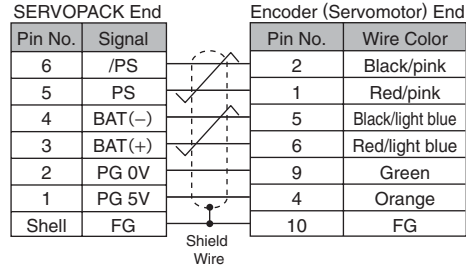 SERVOPACK End Encoder (Servomotor) End
Pin No. Signal Pin No. Wire Color
6 /PS 2 Black/pink
5 PS 1 Red/pink
4 BAT(−) 5 Black/light blue
3 BAT(+) 6 Red/light blue
2 PG 0V 9 Green
1 PG 5V 4 Orange
Shell FG 10 FG
Shield
Wire